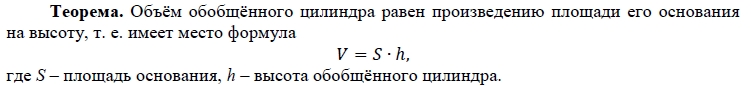 Теорема. Объём обобщённого цилиндра равен произведению площади его основания
на высоту, т. е. имеет место формула
V = S · h,
где S – площадь основания, h – высота обобщённого цилиндра.